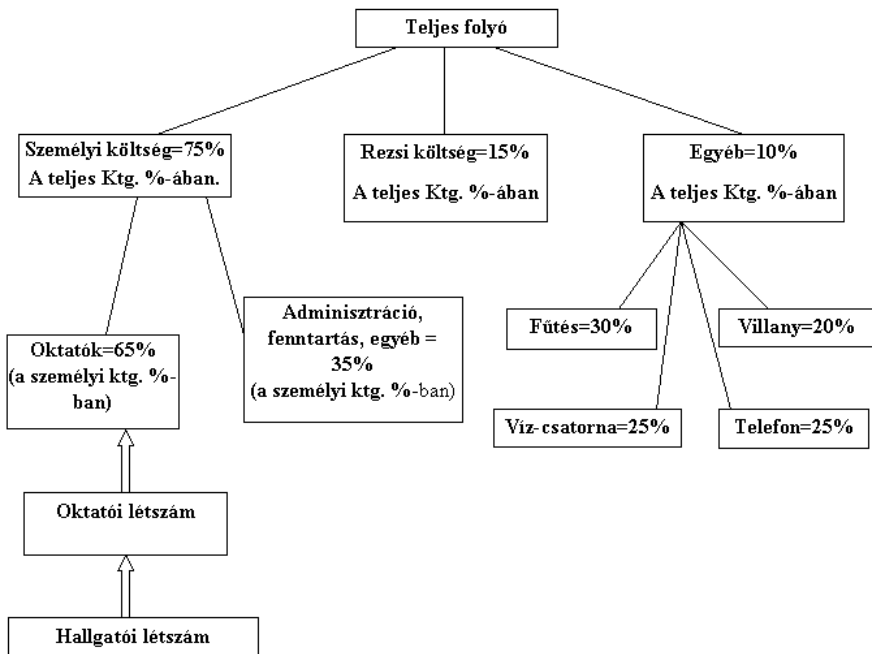 Teljes folyó
Személyi költség=75%
A teljes Ktg. %-ában.
Rezsi költség=15%
A teljes Ktg. %-ában
Egyéb=10%
A teljes Ktg. %-ában
Oktatók=65%
(a személyi ktg. %-
ban)
Adminisztráció,
fenntartás, egyéb =
35%
(a személyi ktg. %-ban)
Fűtés=30%
Villany=20%
Víz-csatorna=25%
Telefon=25%
Oktatói létszám
Hallgatói létszám